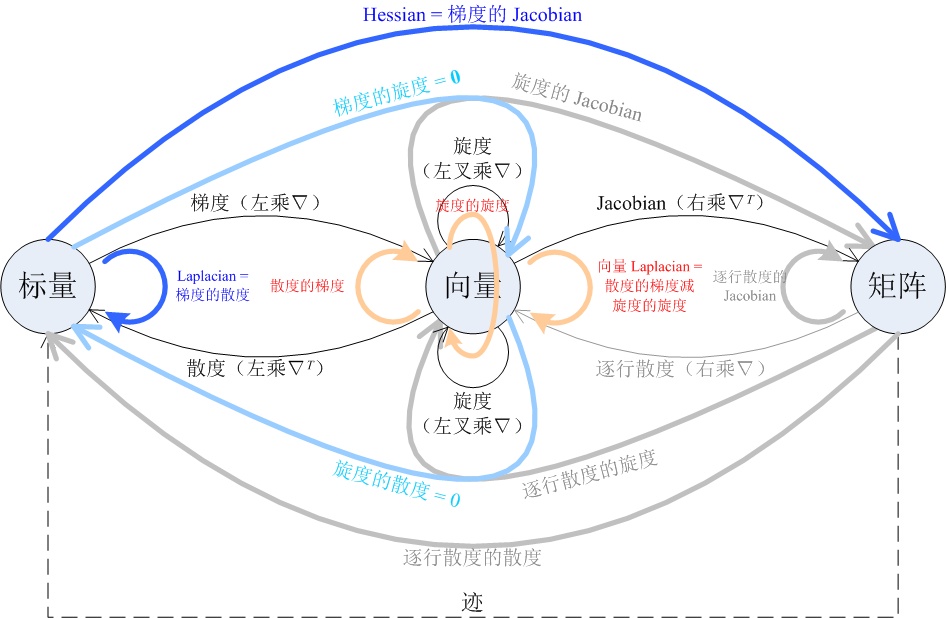 Hessian = 梯度的 Jacobian
梯度的旋度 = 0
旋度的 Jacobian
旋度
（左叉乘▽）
梯度（左乘▽）
旋度的旋度
Jacobian（右乘▽ᵀ）
标量
Laplacian =
梯度的散度
散度的梯度
向量
向量 Laplacian =
散度的梯度减
旋度的旋度
逐行散度的
Jacobian
矩阵
散度（左乘▽ᵀ）
逐行散度（右乘▽）
旋度
（左叉乘▽）
旋度的散度 = 0
逐行散度的旋度
逐行散度的散度
迹